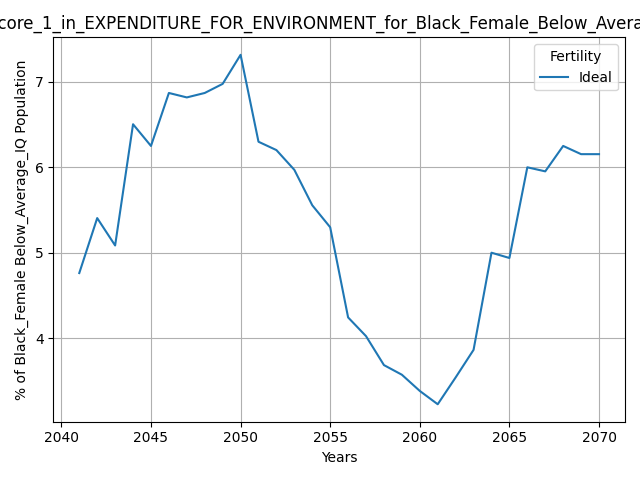 core_1_in_EXPENDITURE_FOR_ENVIRONMENT_for_Black_Female_Below_Avera
% of Black_Female Below_Average_IQ Population
7
6
5
4
Fertility
Ideal
2040 2045 2050 2055 2060 2065 2070
Years